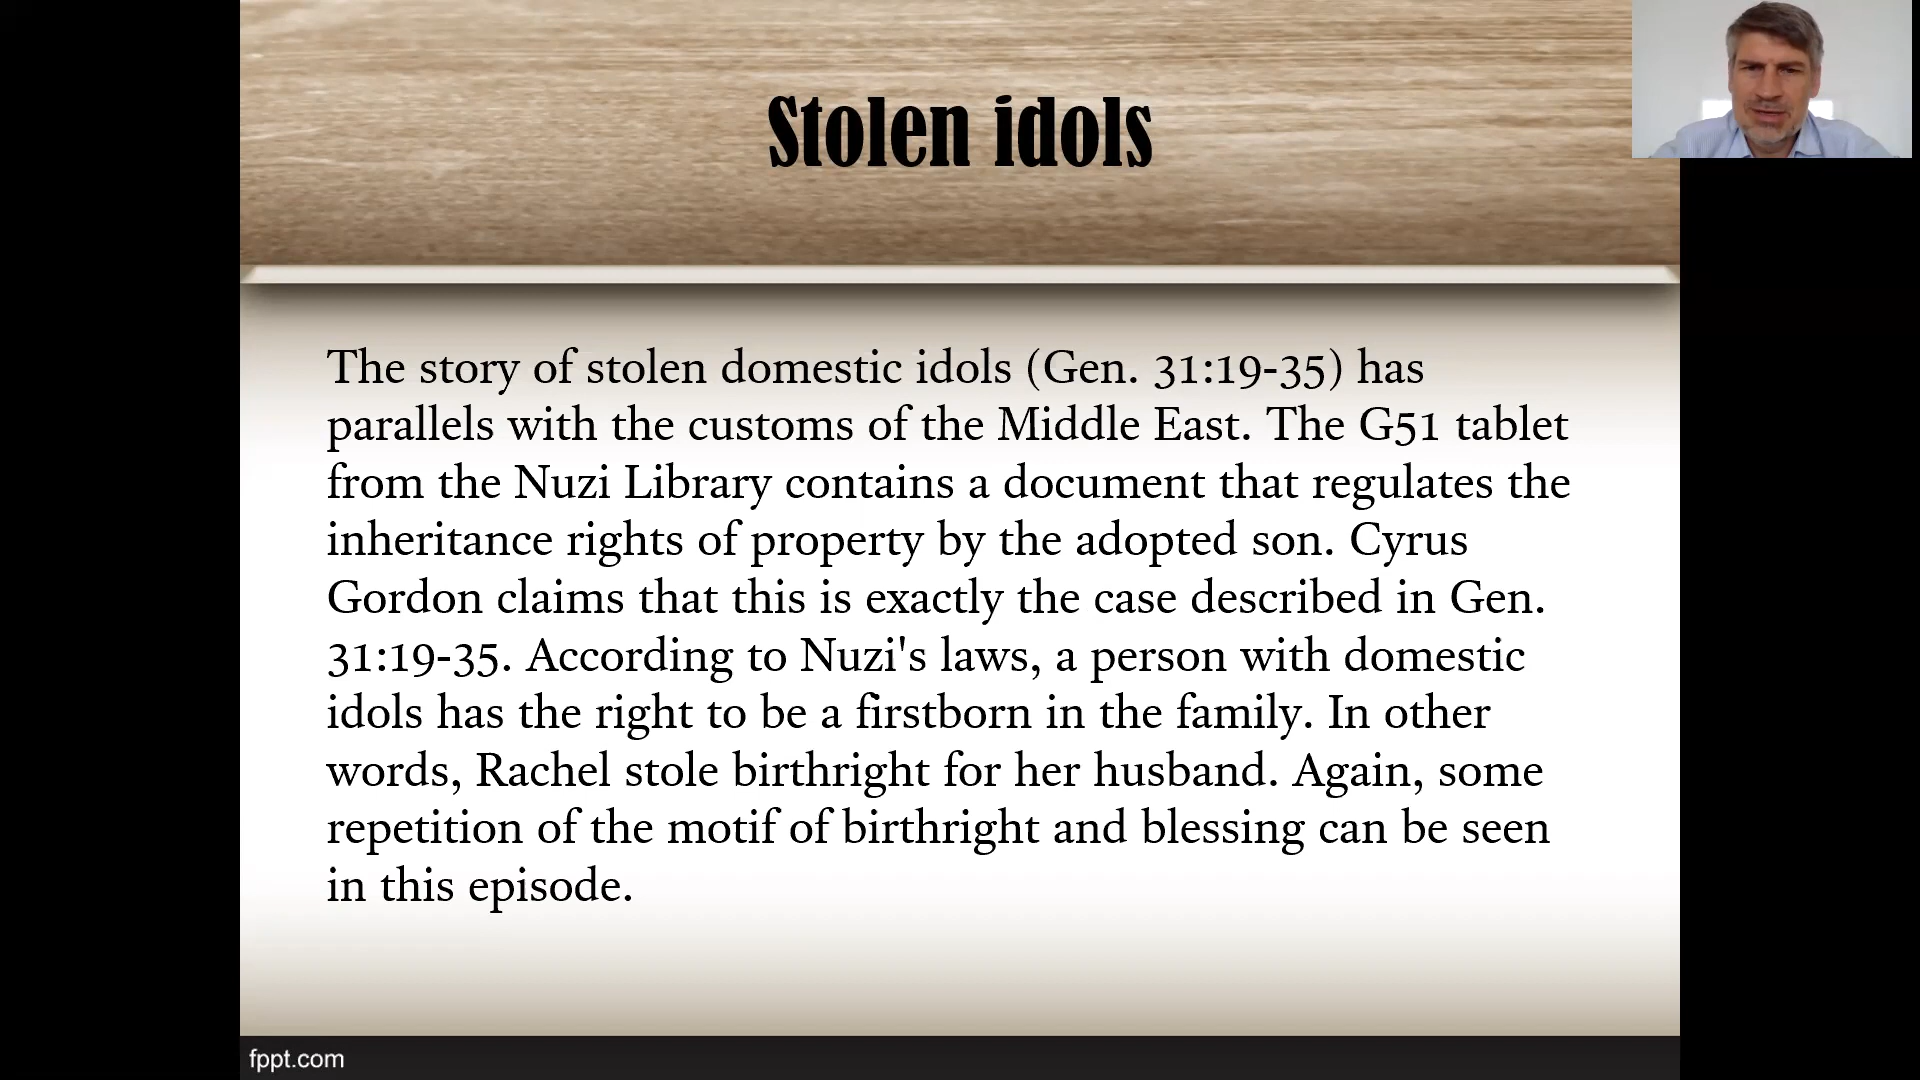 Stolen idols
The story of stolen domestic idols (Gen. 31:19-35) has
parallels with the customs of the Middle East. The G51 tablet
from the Nuzi Library contains a document that regulates the
inheritance rights of property by the adopted son. Cyrus
Gordon claims that this is exactly the case described in Gen.
31:19-35. According to Nuzi's laws, a person with domestic
idols has the right to be a firstborn in the family. In other
words, Rachel stole birthright for her husband. Again, some
repetition of the motif of birthright and blessing can be seen
in this episode.
fppt.com